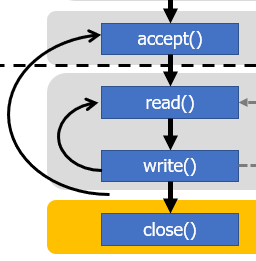 accept()
read()
write()
close()